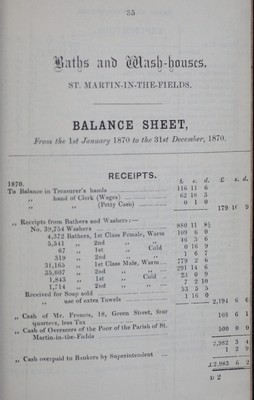 35
Baths and Wash-houses,
ST. MARTIN-IN-THE-FIELDS.
BALANCE SHEET,
From the 1st January 1870 to the 31st December, 1870.
RECEIPTS.
1870. £ s. d. £ s. d.
To Balance in Treasurer's hands 116 11 6
„ hand of Clerk (Wages) 62 18 3
„ „ (Petty Cash) 0 1 0
179 10 9
„ Receipts from Bathers and Washers:—
No. 39,754 Washers 880 11 8½
4,372 Bathers, 1st Class Female, Warm 109 6 0
5,541 „ 2nd „ „ 46 3 6
67 „ 1st „ Cold 0 16 9
319 „ 2nd „ „ 1 6 7
31,165 „ 1st Class Male, Warm 779 2 6
35,007 „ 2nd „ „ 291 14 6
1,843 „ 1st „ Cold 23 0 9
1,714 „ 2nd „ „ 7 2 10
Received for Soap sold 53 5 5
„ use of extra Towels 1 16 0
2,194 6 6
„ Cash of Mr. Francis, 18, Green Street, four
quarters, less Tax 108 6 1
„ Cash of Overseers of the Poor of the Parish of St.
Martin-in-the-Fields 500 0 0
2,982 3 4
„ Cash overpaid to Bankers by Superintendent 1 2 9
£2,983 6 2
D 2